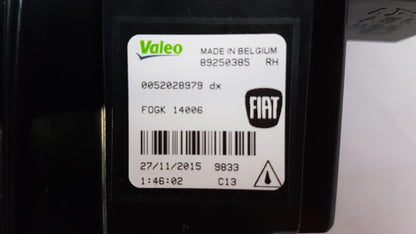 Valeo MADE IN BELGIUM
89250385 RH
0052028979 dx
FOGK 14006
FIAT
27/11/2015 9833
1:46:02 C13